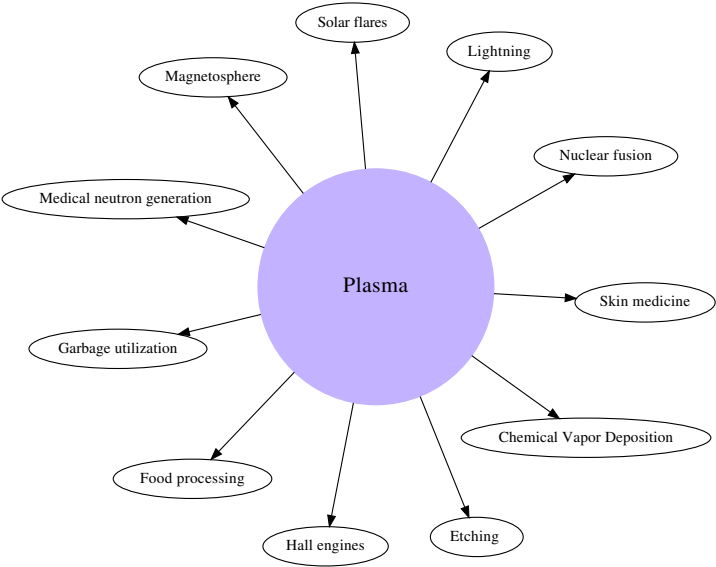 Solar flares
Lightning
Magnetosphere
Nuclear fusion
Medical neutron generation
Plasma
Skin medicine
Garbage utilization
Chemical Vapor Deposition
Food processing
Etching
Hall engines